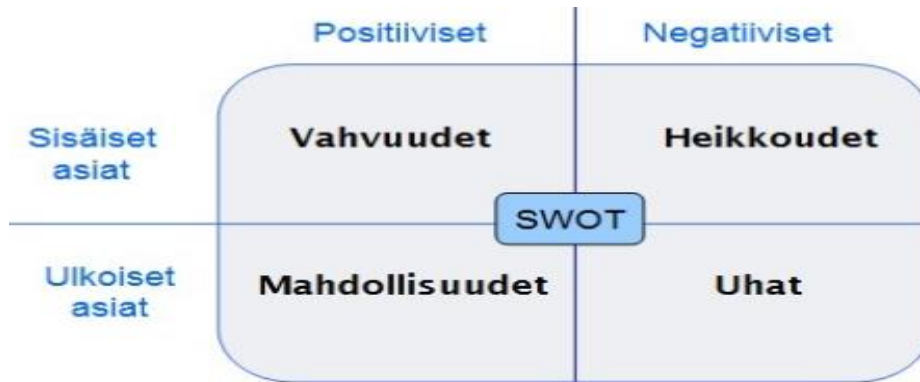 Positiiviset Negatiiviset
Sisäiset
asiat
Vahvuudet Heikkoudet
SWOT
Ulkoiset
asiat
Mahdollisuudet Uhat